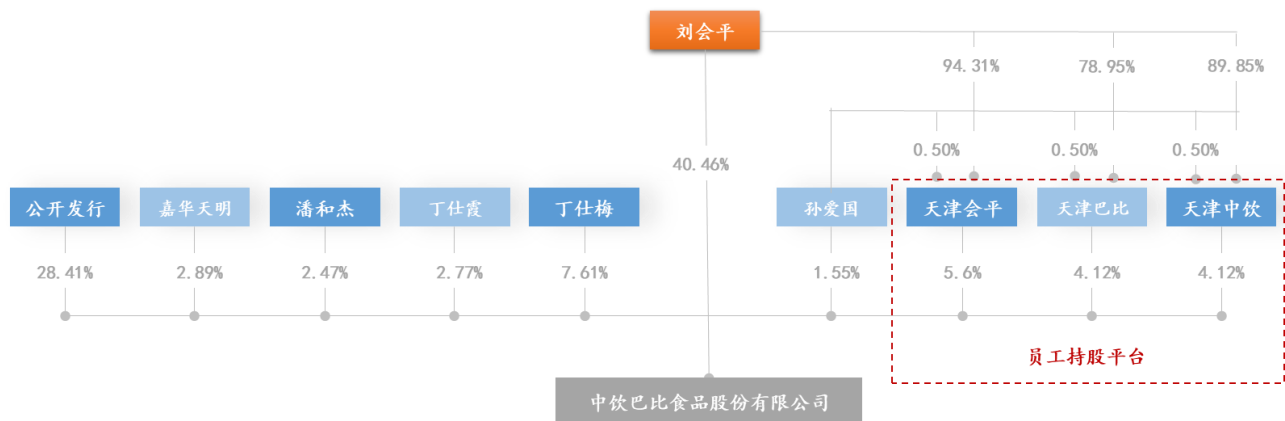 刘会平
94.31%
78.95%
89.85%
40.46%
0.50%
0.50%
0.50%
公开发行
嘉华天明
潘和杰
丁仕霞
丁仕梅
孙爱国
天津会平
天津巴比
天津中饮
28.41%
2.89%
2.47%
2.77%
7.61%
1.55%
5.6%
4.12%
4.12%
员工持股平台
中饮巴比食品股份有限公司